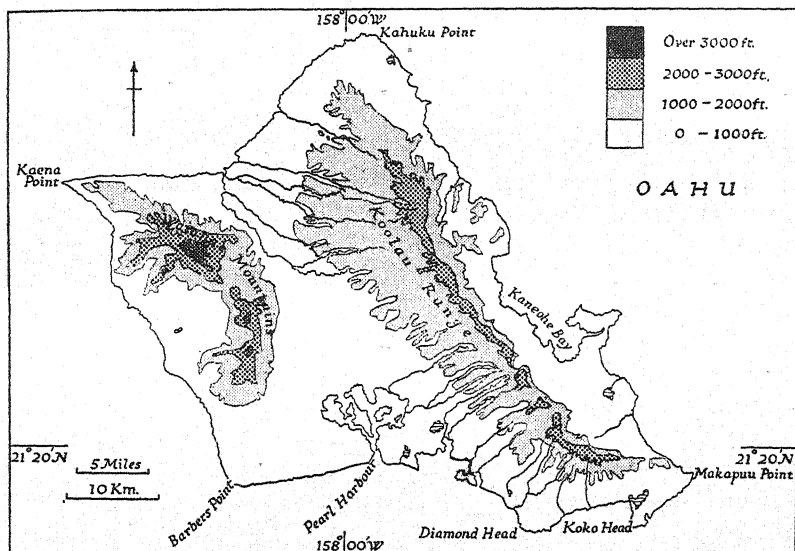 158°00'W
Kahuku Point
Over 3000 ft.
2000 – 3000 ft.
1000 – 2000 ft.
0 – 1000 ft.
OAHU
Kaena
Point
Mountains
Koolau Range
Kaneohe Bay
21°20'N
21°20'N
5 Miles
10 Km.
Makapuu Point
Barbers Point
Pearl Harbour
Diamond Head
Koko Head
158°00'W